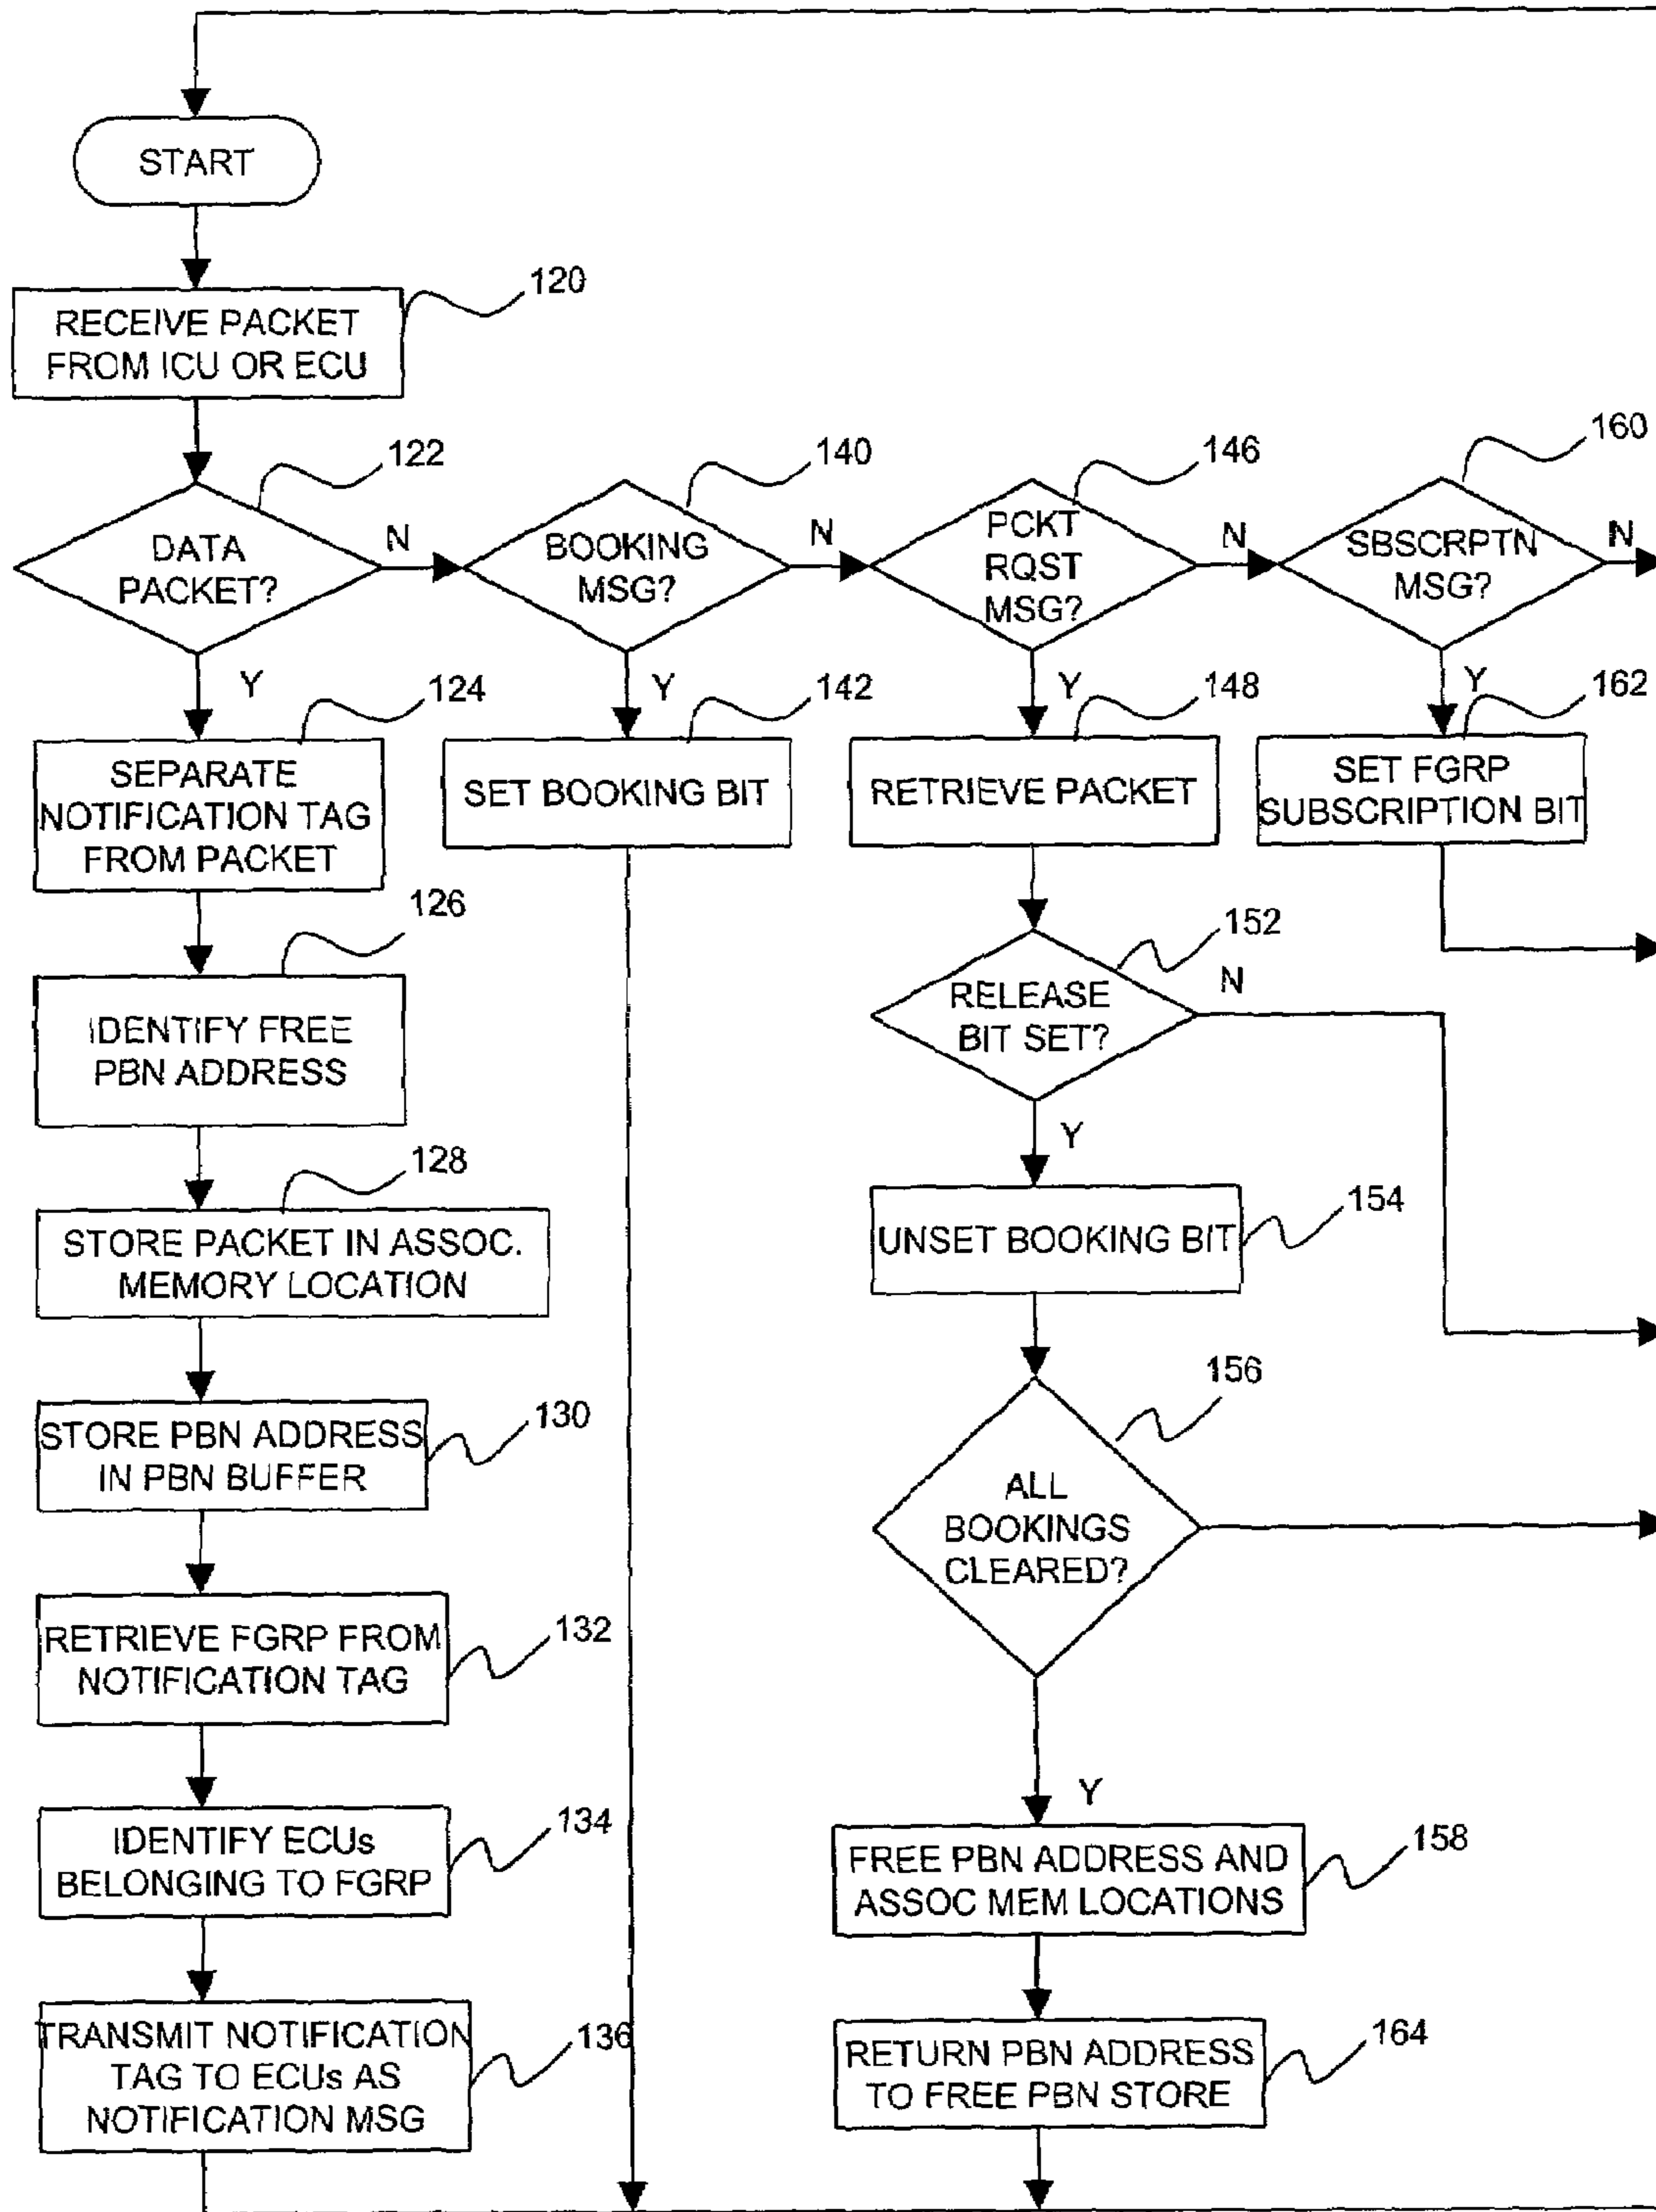 START
120
RECEIVE PACKET
FROM ICU OR ECU
122
DATA
PACKET?
N
Y
140
BOOKING
MSG?
N
Y
146
PCKT
RQST
MSG?
N
Y
160
SBSCRPTN
MSG?
N
Y
124
SEPARATE
NOTIFICATION TAG
FROM PACKET
142
SET BOOKING BIT
148
RETRIEVE PACKET
162
SET FGRP
SUBSCRIPTION BIT
126
IDENTIFY FREE
PBN ADDRESS
128
STORE PACKET IN ASSOC.
MEMORY LOCATION
130
STORE PBN ADDRESS
IN PBN BUFFER
132
RETRIEVE FGRP FROM
NOTIFICATION TAG
134
IDENTIFY ECUs
BELONGING TO FGRP
136
TRANSMIT NOTIFICATION
TAG TO ECUs AS
NOTIFICATION MSG
152
RELEASE
BIT SET?
N
Y
154
UNSET BOOKING BIT
156
ALL
BOOKINGS
CLEARED?
Y
158
FREE PBN ADDRESS AND
ASSOC MEM LOCATIONS
164
RETURN PBN ADDRESS
TO FREE PBN STORE